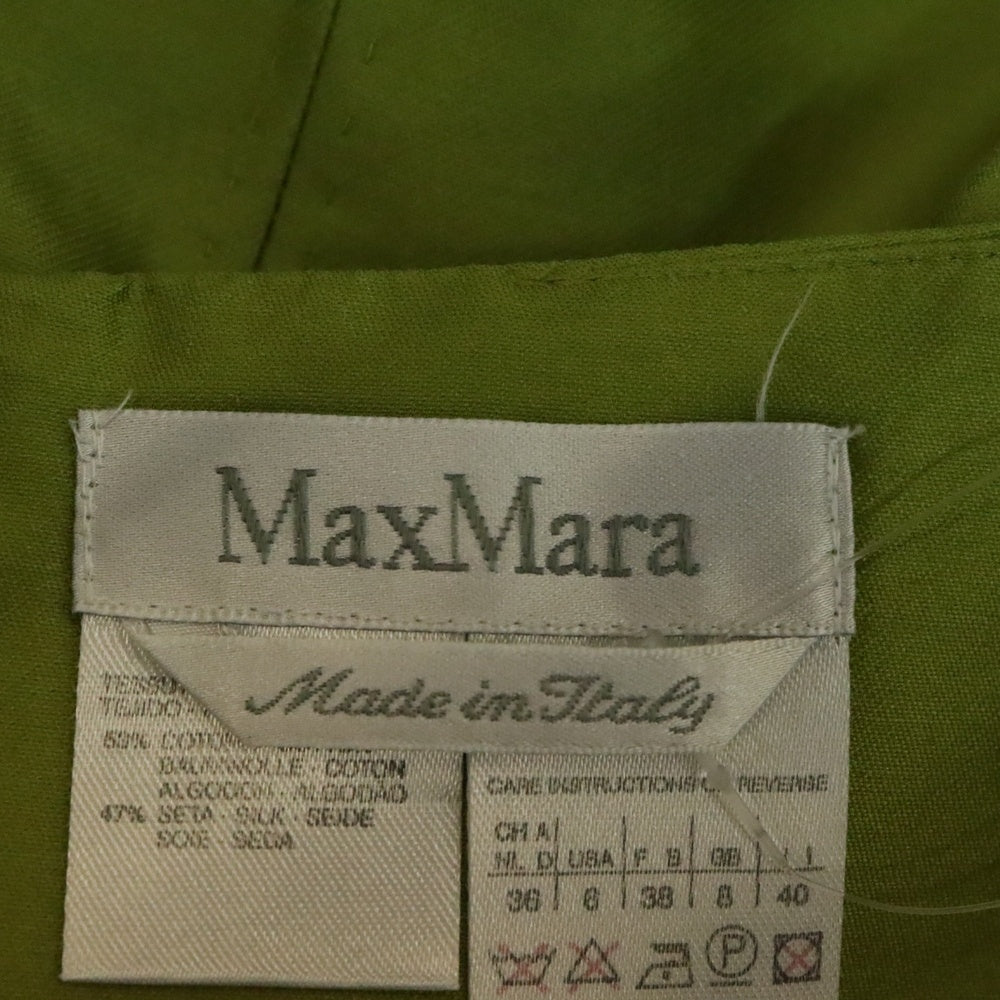 MaxMara
Made in Italy
TESSU
TEJIDO
53% COTO
BAUMWOLLE · COTON
ALGODON · ALGODAO
47% SETA · SILK · SEIDE
SOIE · SEDA
CARE INSTRUCTIONS REVERSE
CH A
NL D USA F B GB I
36 6 38 8 40
P